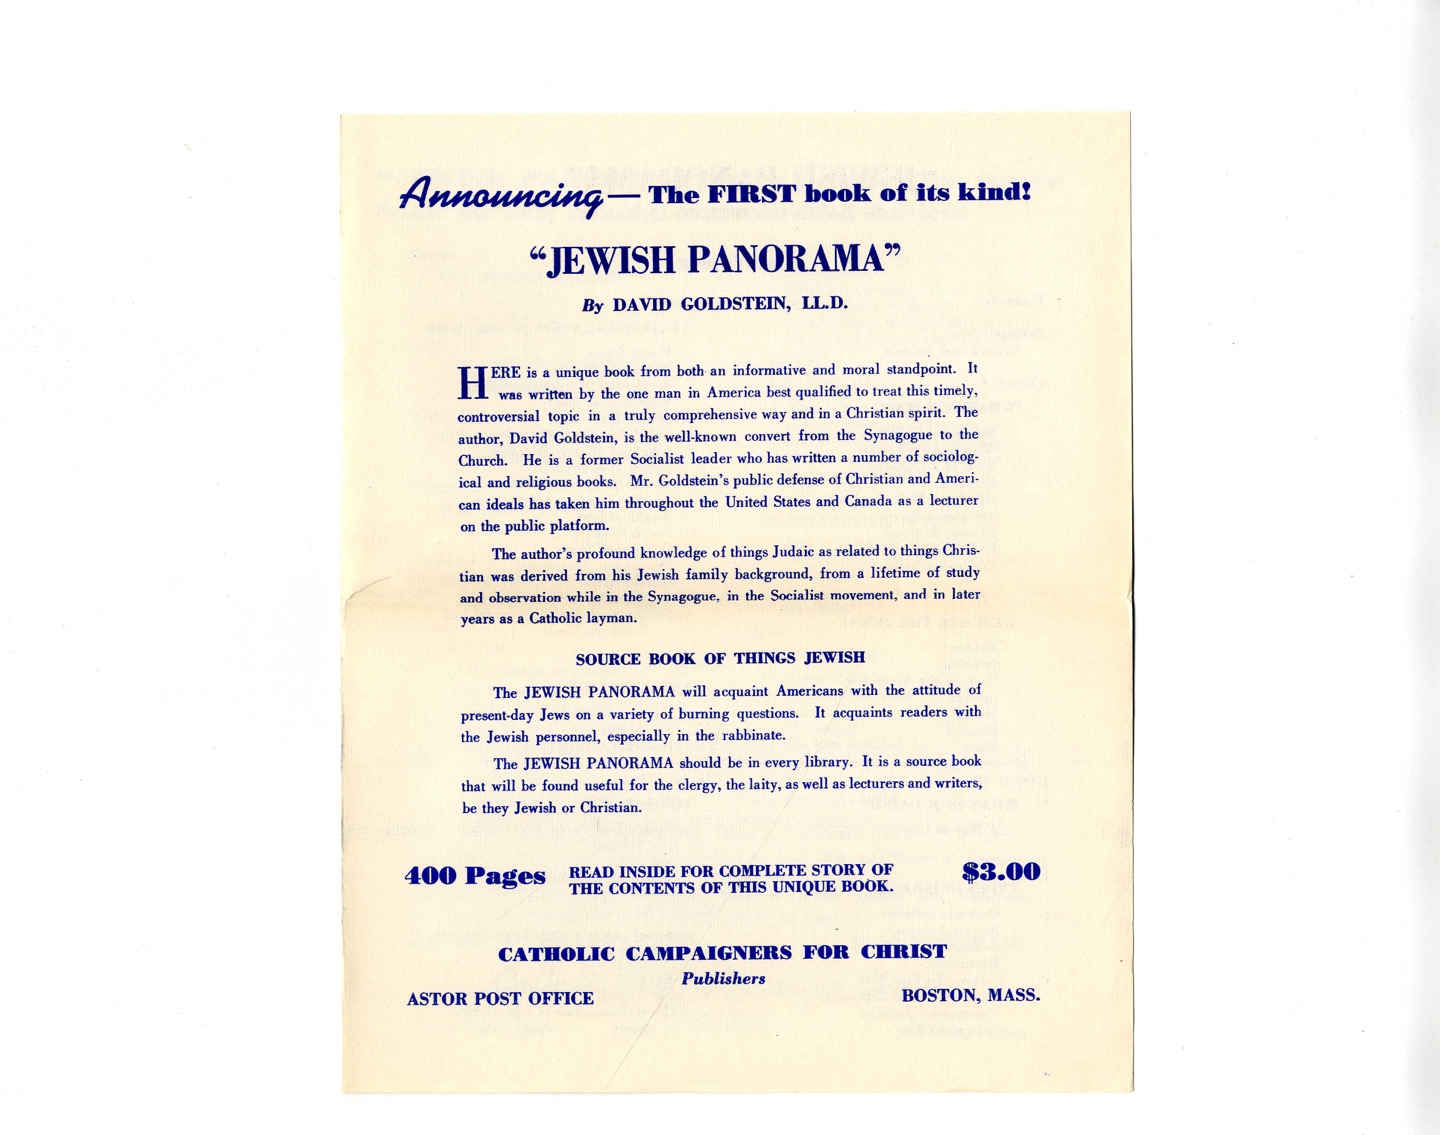 Announcing — The FIRST book of its kind!
“JEWISH PANORAMA”
By DAVID GOLDSTEIN, LL.D.
HERE is a unique book from both an informative and moral standpoint. It
was written by the one man in America best qualified to treat this timely,
controversial topic in a truly comprehensive way and in a Christian spirit. The
author, David Goldstein, is the well-known convert from the Synagogue to the
Church. He is a former Socialist leader who has written a number of sociolog-
ical and religious books. Mr. Goldstein's public defense of Christian and Ameri-
can ideals has taken him throughout the United States and Canada as a lecturer
on the public platform.
The author's profound knowledge of things Judaic as related to things Chris-
tian was derived from his Jewish family background, from a lifetime of study
and observation while in the Synagogue, in the Socialist movement, and in later
years as a Catholic layman.
SOURCE BOOK OF THINGS JEWISH
The JEWISH PANORAMA will acquaint Americans with the attitude of
present-day Jews on a variety of burning questions. It acquaints readers with
the Jewish personnel, especially in the rabbinate.
The JEWISH PANORAMA should be in every library. It is a source book
that will be found useful for the clergy, the laity, as well as lecturers and writers,
be they Jewish or Christian.
400 Pages READ INSIDE FOR COMPLETE STORY OF $3.00
THE CONTENTS OF THIS UNIQUE BOOK.
CATHOLIC CAMPAIGNERS FOR CHRIST
Publishers
ASTOR POST OFFICE BOSTON, MASS.